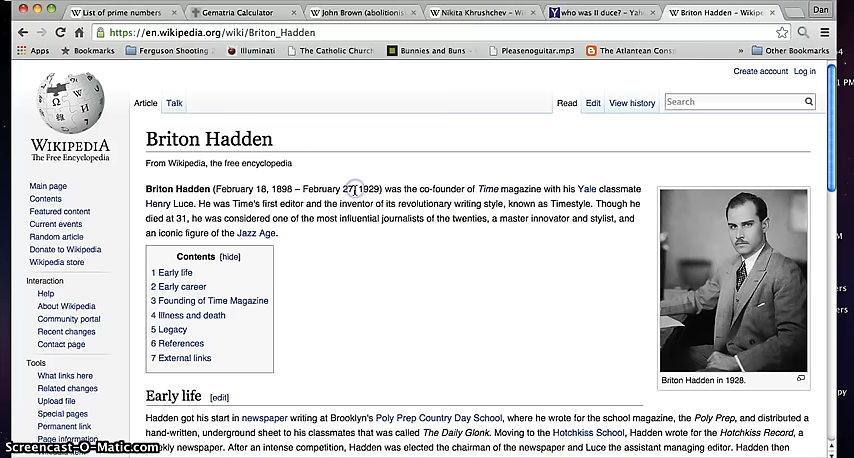 List of prime numbers
Gematria Calculator
John Brown (abolitionis
Nikita Khrushchev - Wi
who was Il duce? - Ya
Briton Hadden - Wikipe
Dan
https://en.wikipedia.org/wiki/Briton_Hadden
Apps
Bookmarks
Ferguson Shooting
Illuminati
The Catholic Church
Bunnies and Buns -
Pleasenoguitar.mp3
The Atlantean Cons
»
Other Bookmarks
Create account Log in
Article Talk
Read Edit View history
Search
WIKIPEDIA
The Free Encyclopedia
Main page
Contents
Featured content
Current events
Random article
Donate to Wikipedia
Wikipedia store
Interaction
Help
About Wikipedia
Community portal
Recent changes
Contact page
Tools
What links here
Related changes
Upload file
Special pages
Permanent link
Page information
Briton Hadden
From Wikipedia, the free encyclopedia
Briton Hadden (February 18, 1898 – February 27, 1929) was the co-founder of Time magazine with his Yale classmate
Henry Luce. He was Time's first editor and the inventor of its revolutionary writing style, known as Timestyle. Though he
died at 31, he was considered one of the most influential journalists of the twenties, a master innovator and stylist, and
an iconic figure of the Jazz Age.
Contents [hide]
1 Early life
2 Early career
3 Founding of Time Magazine
4 Illness and death
5 Legacy
6 References
7 External links
Briton Hadden in 1928.
Early life [edit]
Hadden got his start in newspaper writing at Brooklyn's Poly Prep Country Day School, where he wrote for the school magazine, the Poly Prep, and distributed a
hand-written, underground sheet to his classmates that was called The Daily Glonk. Moving to the Hotchkiss School, Hadden wrote for the Hotchkiss Record, a
weekly newspaper. After an intense competition, Hadden was elected the chairman of the newspaper and Luce the assistant managing editor. Hadden then
Screencast-O-Matic.com